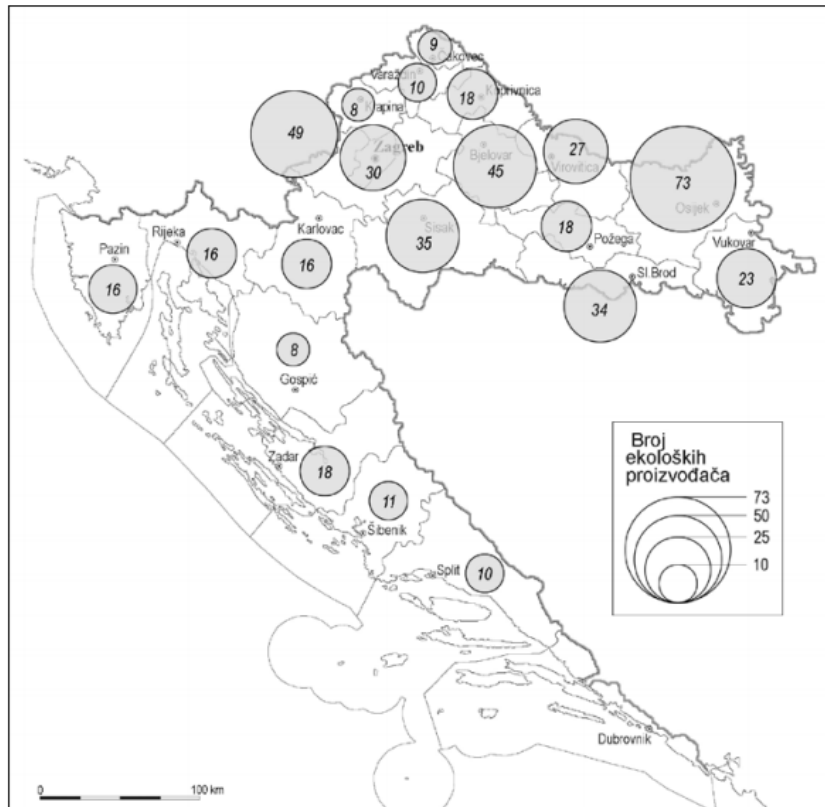 9
Čakovec
Varaždin
10
18
Koprivnica
8
Krapina
49
Zagreb
30
Bjelovar
45
27
Virovitica
73
Osijek
Rijeka
Karlovac
Sisak
35
18
Požega
Vukovar
Pazin
16
16
16
Sl.Brod
23
34
8
Gospić
Zadar
18
11
Šibenik
Split
10
Dubrovnik
Broj
ekoloških
proizvođača
73
50
25
10
0 100 km